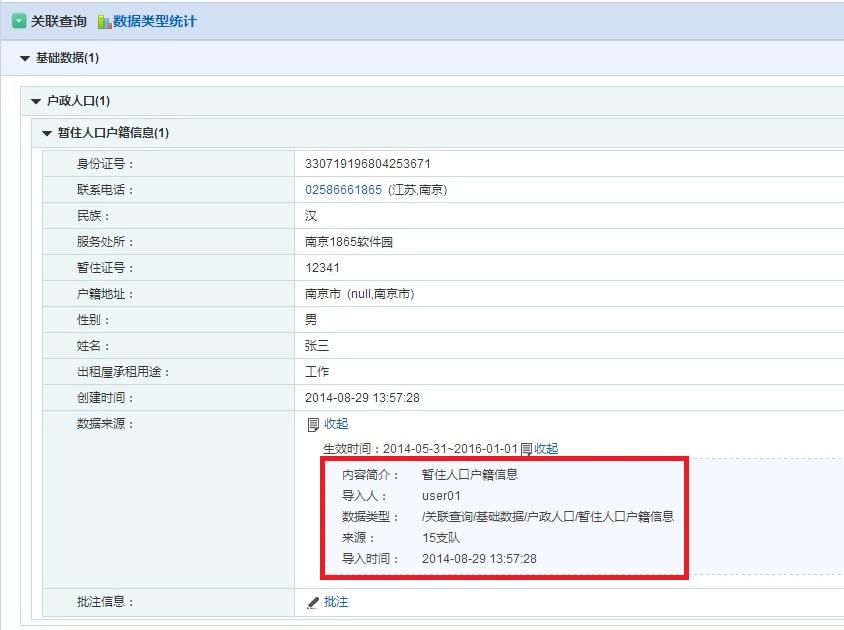 关联查询 数据类型统计
基础数据(1)
户政人口(1)
暂住人口户籍信息(1)
身份证号： 330719196804253671
联系电话： 02586661865 (江苏,南京)
民族： 汉
服务处所： 南京1865软件园
暂住证号： 12341
户籍地址： 南京市 (null,南京市)
性别： 男
姓名： 张三
出租屋承租用途： 工作
创建时间： 2014-08-29 13:57:28
数据来源： 收起
生效时间：2014-05-31~2016-01-01 收起
内容简介： 暂住人口户籍信息
导入人： user01
数据类型： /关联查询/基础数据/户政人口/暂住人口户籍信息
来源： 15支队
导入时间： 2014-08-29 13:57:28
批注信息： 批注